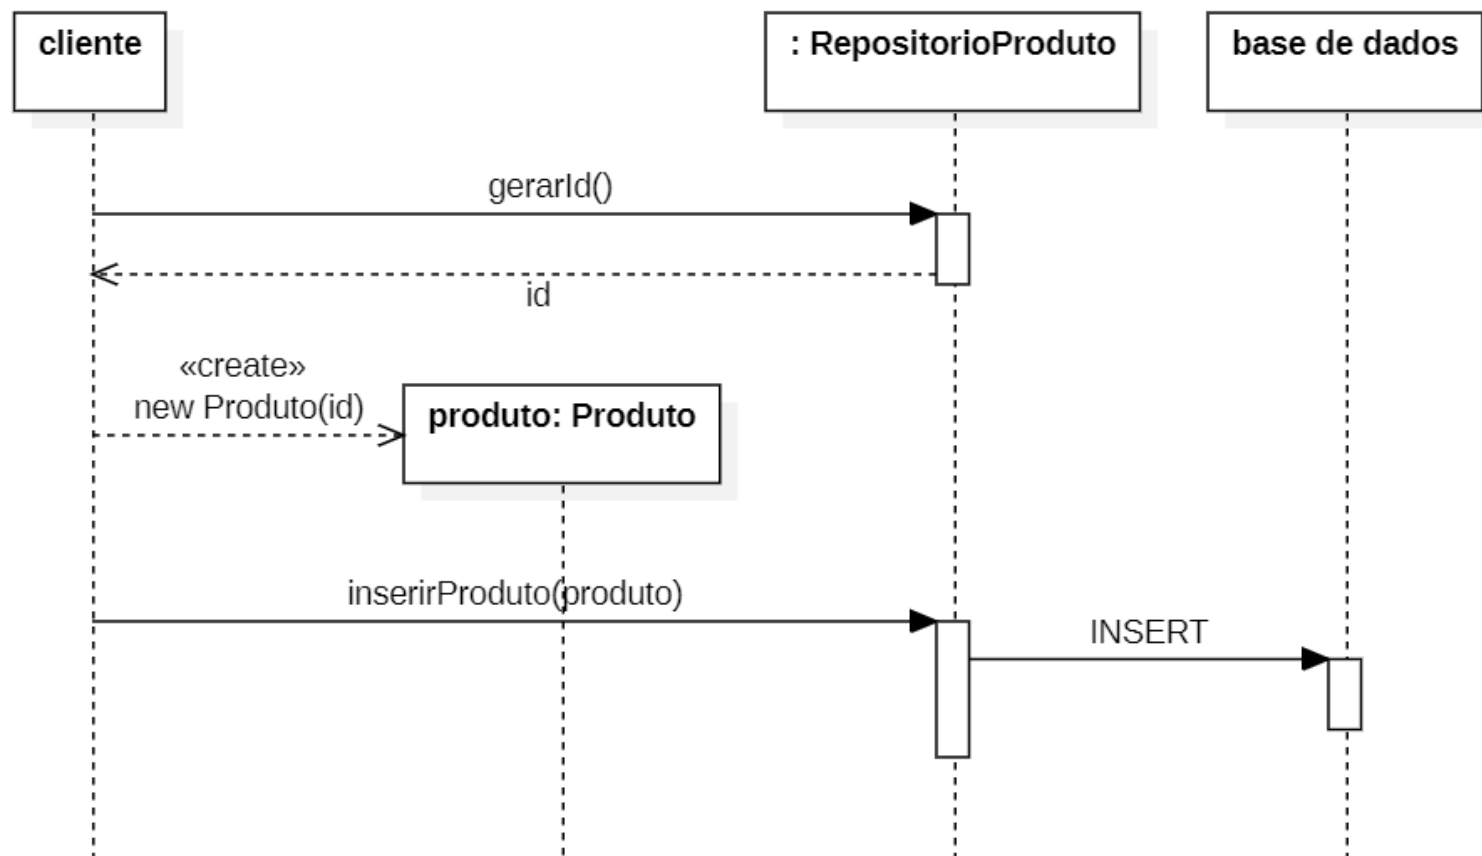 cliente
: RepositorioProduto
base de dados
gerarId()
id
«create»
new Produto(id)
produto: Produto
inserirProduto(produto)
INSERT